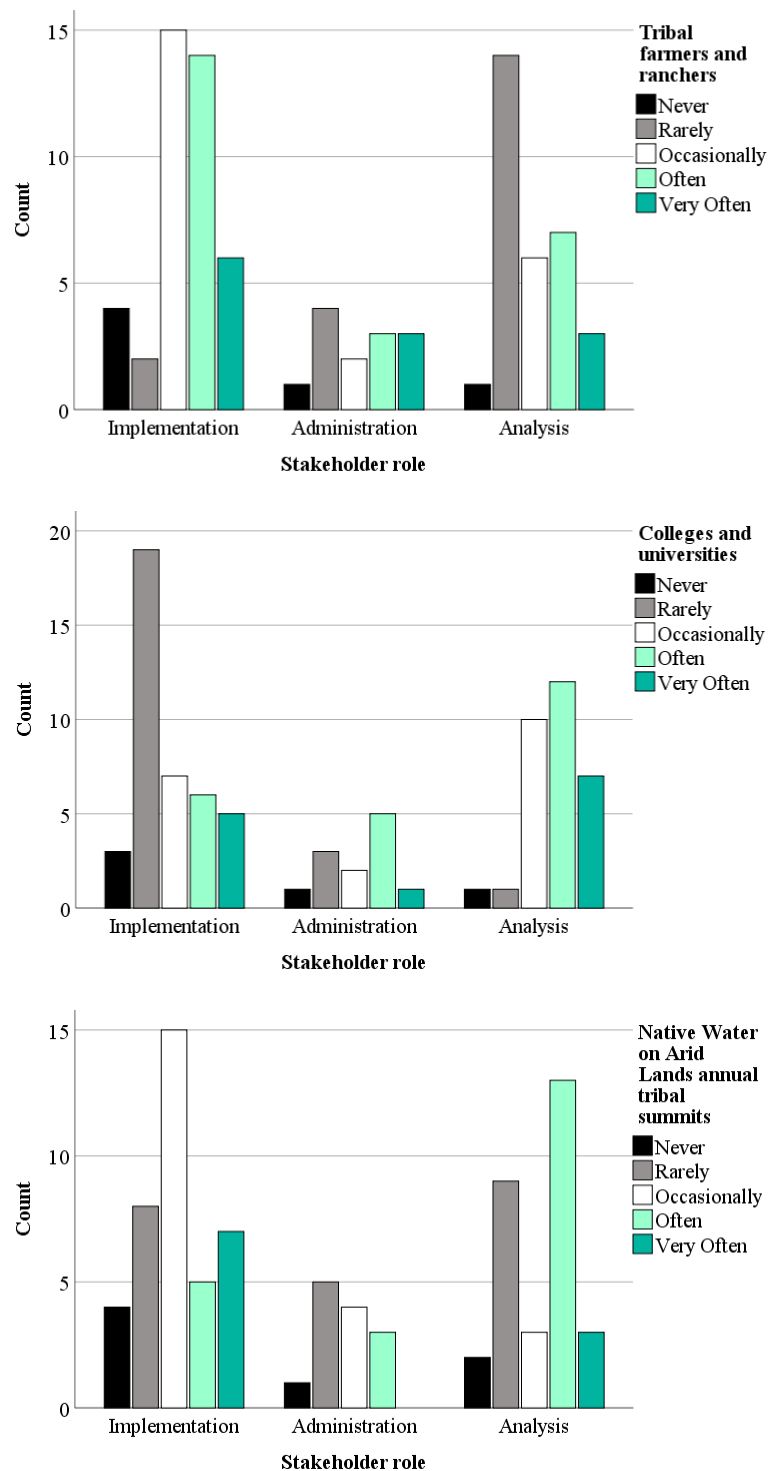 15
10
5
0
Count
Implementation
Administration
Analysis
Stakeholder role
Tribal
farmers and
ranchers
Never
Rarely
Occasionally
Often
Very Often
20
15
10
5
0
Count
Implementation
Administration
Analysis
Stakeholder role
Colleges and
universities
Never
Rarely
Occasionally
Often
Very Often
15
10
5
0
Count
Implementation
Administration
Analysis
Stakeholder role
Native Water
on Arid
Lands annual
tribal
summits
Never
Rarely
Occasionally
Often
Very Often